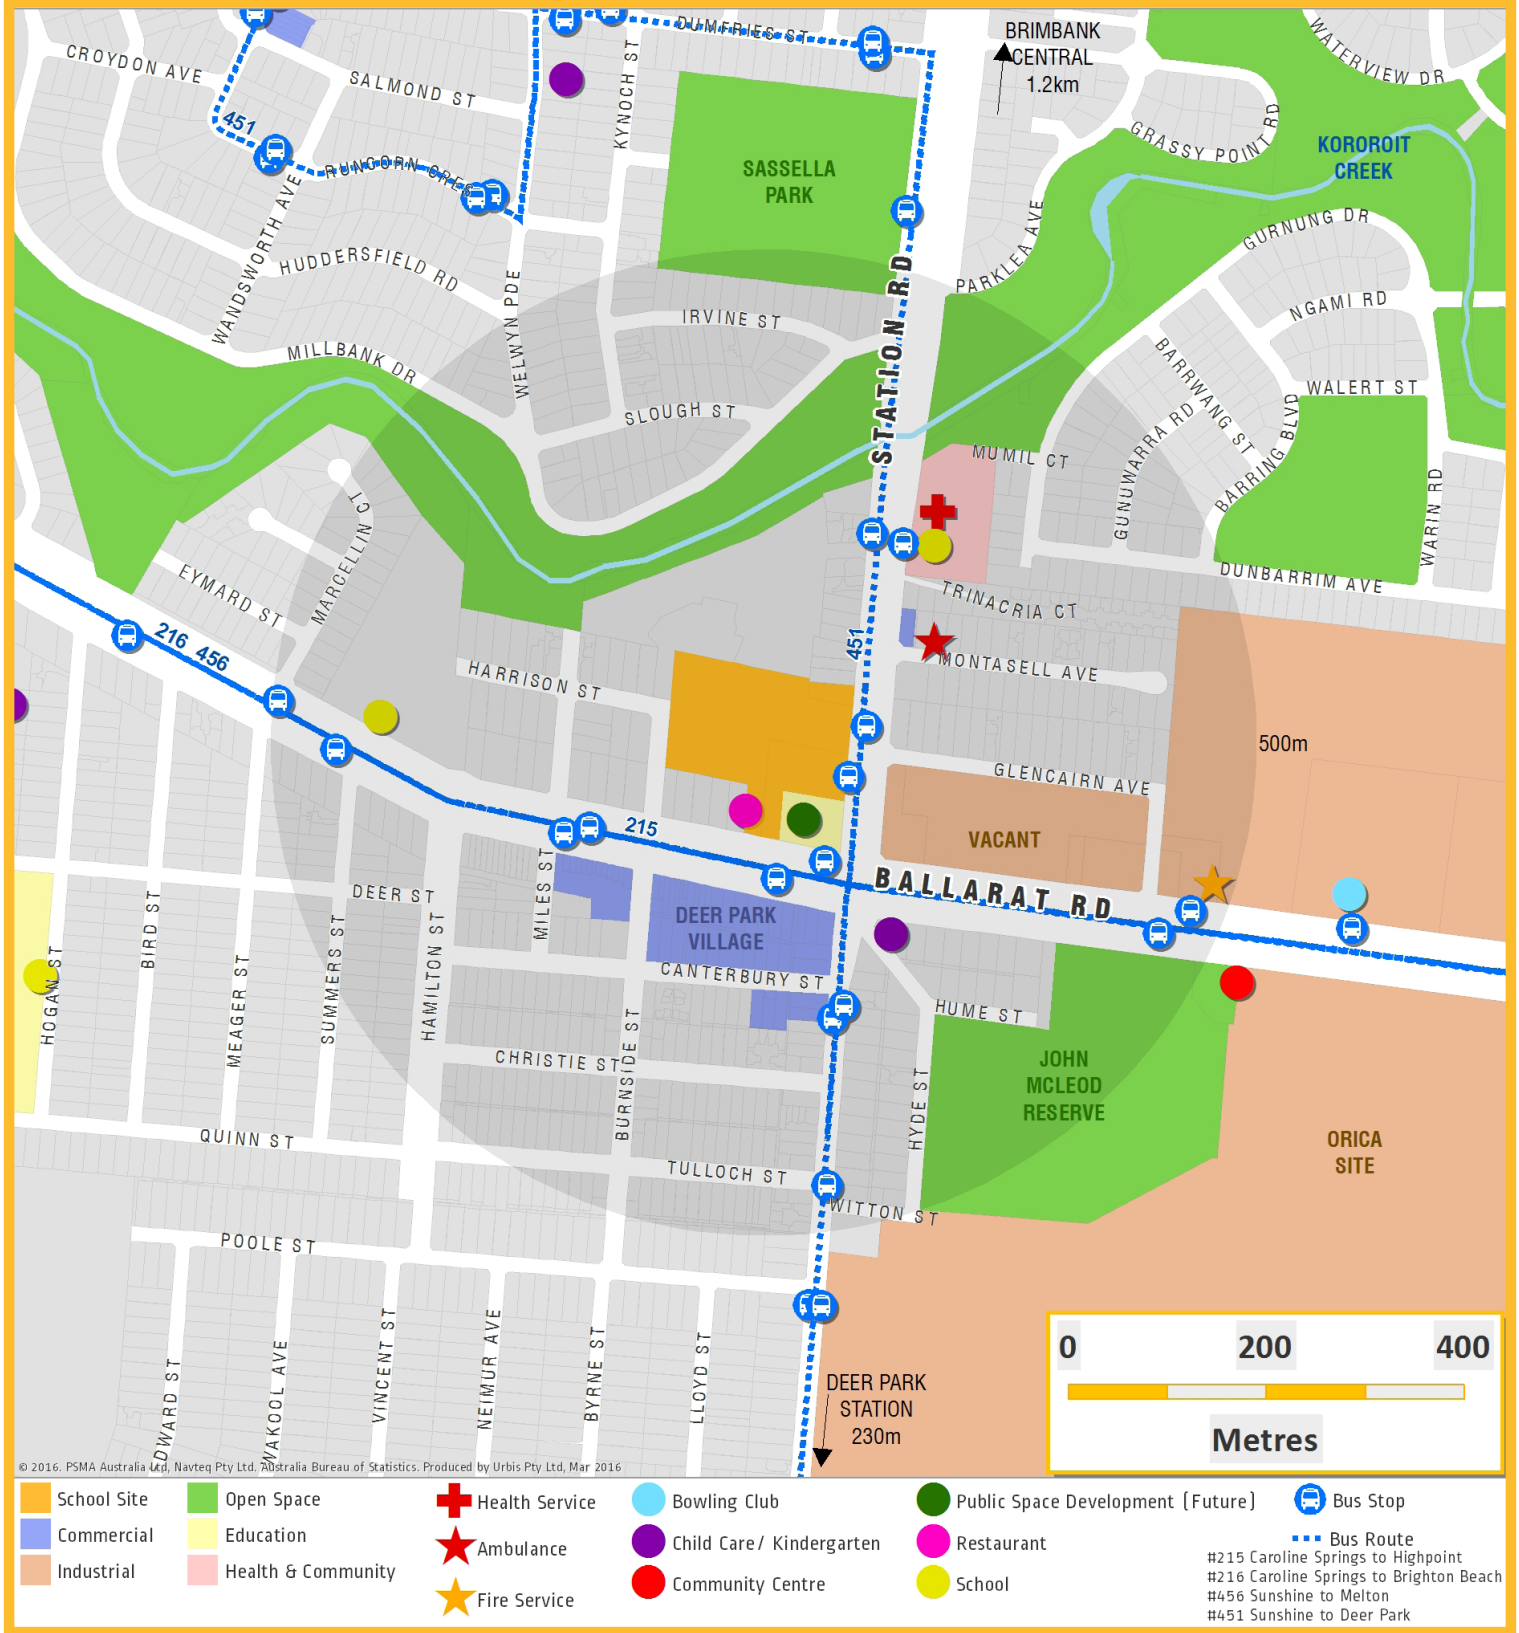 DUMFRIES ST
BRIMBANK
CENTRAL
1.2km
WATERVIEW DR
CROYDON AVE
SALMOND ST
KYNOCH ST
GRASSY POINT RD
KOROROIT
CREEK
451
RUNCORN CRES
SASSELLA
PARK
WANDSWORTH AVE
HUDDERSFIELD RD
WELWYN PDE
PARKLEA AVE
GURNUNG DR
NGAMI RD
IRVINE ST
STATION RD
MILLBANK DR
BARRWANG ST
WALERT ST
SLOUGH ST
GUNUWARRA RD
BARRING BLVD
MUMIL CT
WARIN RD
MARCELLIN CT
EYMARD ST
DUNBARRIM AVE
TRINACRIA CT
216 456
451
MONTASELL AVE
HARRISON ST
500m
GLENCAIRN AVE
215
VACANT
BALLARAT RD
DEER ST
MILES ST
DEER PARK
VILLAGE
BIRD ST
HOGAN ST
MEAGER ST
SUMMERS ST
HAMILTON ST
CANTERBURY ST
HUME ST
CHRISTIE ST
BURNSIDE ST
JOHN
MCLEOD
RESERVE
HYDE ST
ORICA
SITE
QUINN ST
TULLOCH ST
WITTON ST
POOLE ST
DWARD ST
WAKOOL AVE
VINCENT ST
NEIMUR AVE
BYRNE ST
LLOYD ST
DEER PARK
STATION
230m
0 200 400
Metres
© 2016. PSMA Australia Ltd, Navteq Pty Ltd. Australia Bureau of Statistics. Produced by Urbis Pty Ltd, Mar 2016
School Site
Commercial
Industrial
Open Space
Education
Health & Community
Health Service
Ambulance
Fire Service
Bowling Club
Child Care/ Kindergarten
Community Centre
Public Space Development (Future)
Restaurant
School
Bus Stop
Bus Route
#215 Caroline Springs to Highpoint
#216 Caroline Springs to Brighton Beach
#456 Sunshine to Melton
#451 Sunshine to Deer Park